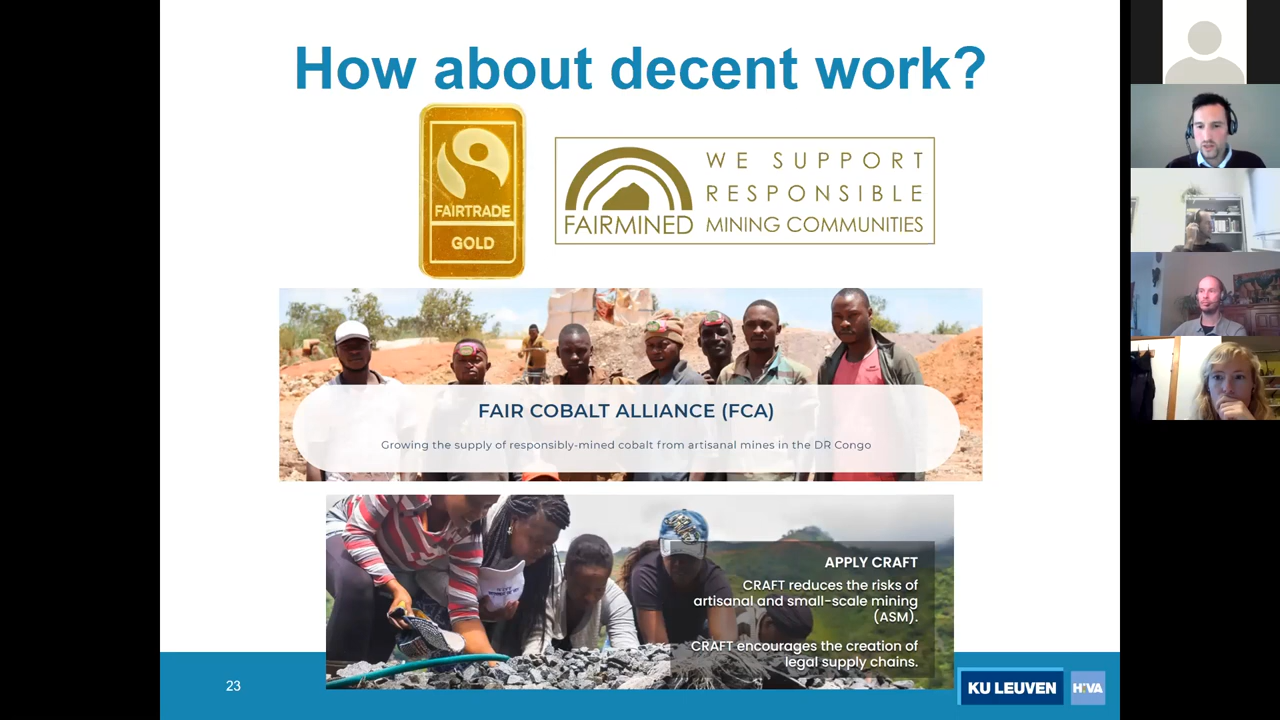 How about decent work?
FAIRTRADE
GOLD
FAIRMINED
WE SUPPORT
RESPONSIBLE
MINING COMMUNITIES
FAIR COBALT ALLIANCE (FCA)
Growing the supply of responsibly-mined cobalt from artisanal mines in the DR Congo
APPLY CRAFT
CRAFT reduces the risks of
artisanal and small-scale mining
(ASM).
CRAFT encourages the creation of
legal supply chains.
23
KU LEUVEN
HIVA